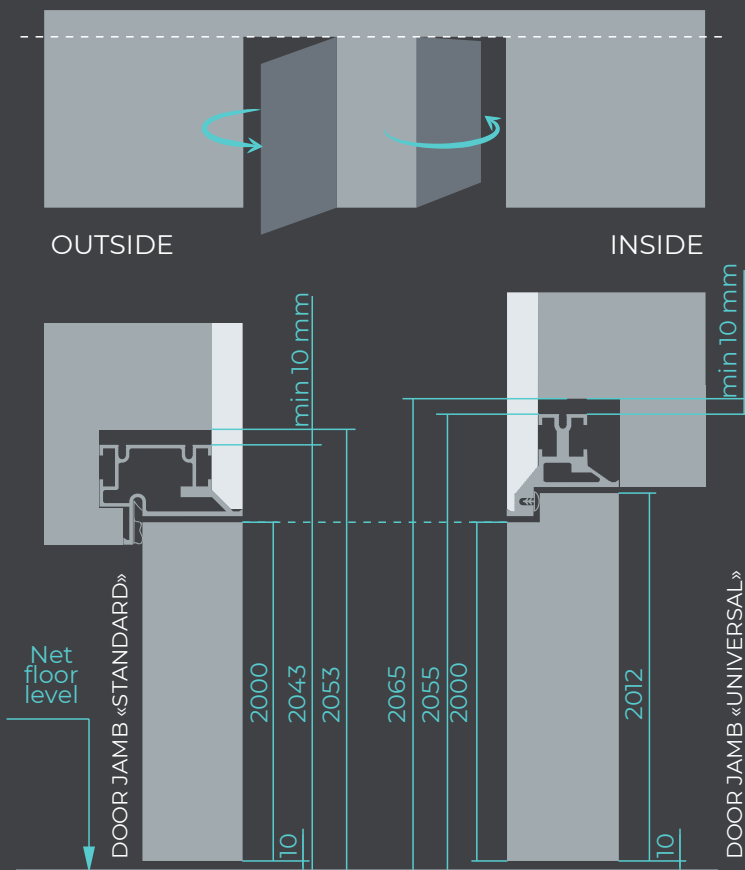 OUTSIDE
INSIDE
min 10 mm
min 10 mm
Net
floor
level
DOOR JAMB «STANDARD»
2000
2043
2053
2065
2055
2000
2012
DOOR JAMB «UNIVERSAL»
10
10